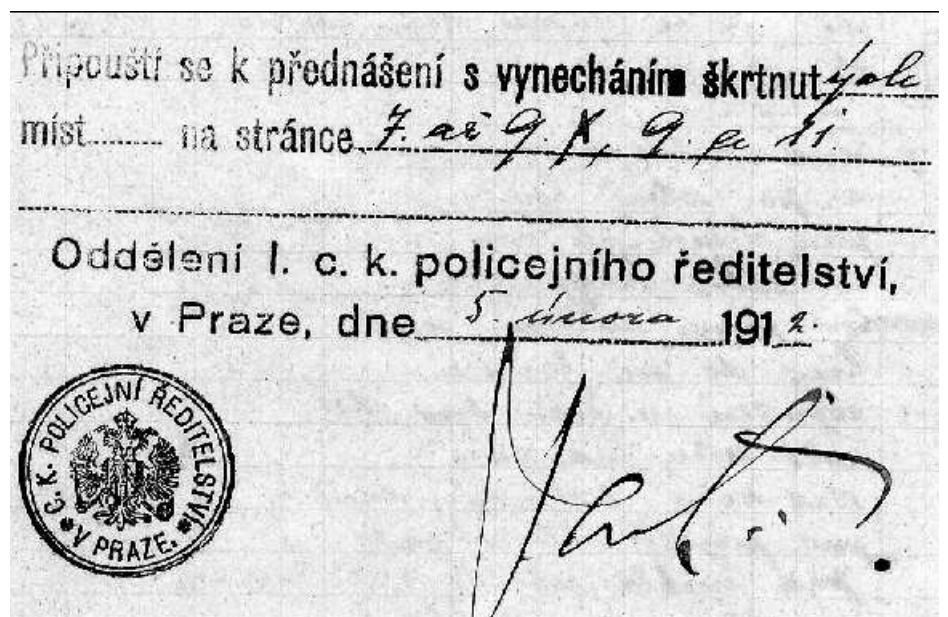 Připouští se k přednášení s vynecháním škrtnutých
míst ........ na stránce 7. až 9. X, 9. a 11.
Oddělení I. c. k. policejního ředitelství,
v Praze, dne 5. února 1912.
C. K. POLICEJNÍ ŘEDITELSTVÍ
V PRAZE.